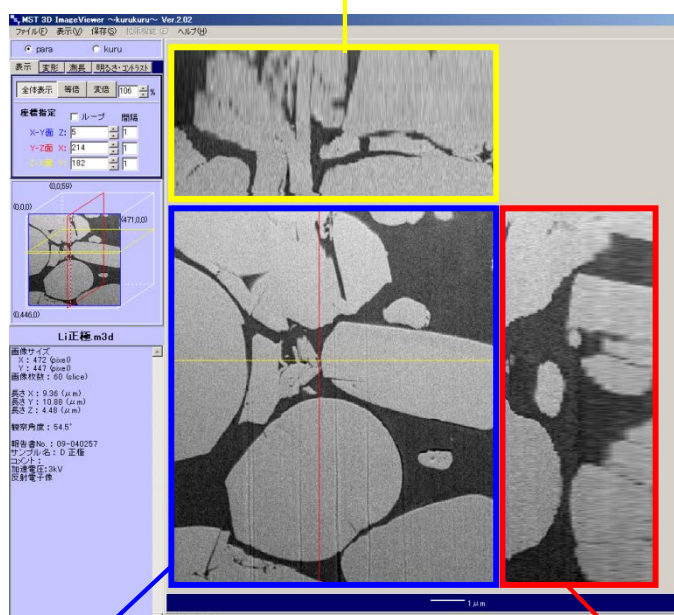 MST 3D ImageViewer ～kurukuru～ Ver.2.02
ファイル(F) 表示(V) 保存(S) ヘルプ(H)
para kuru
表示 変形 測長 明るさ・コントラスト
全体表示 等倍 変倍 106 %
座標指定 ループ 間隔
X-Y面 Z: 5 1
Y-Z面 X: 214 1
Z-X面 Y: 182 1
(0,0,59)
(0,0,0)
(471,0,0)
(0,446,0)
Li正極.m3d
画像サイズ
X : 472 (pixel)
Y : 447 (pixel)
画像枚数 : 60 (slice)
長さ X : 9.36 (μm)
長さ Y : 10.88 (μm)
長さ Z : 4.48 (μm)
観察角度 : 54.5°
報告書No. : 09-040257
サンプル名 : D 正極
コメント :
加速電圧:3kV
反射電子像
1μm